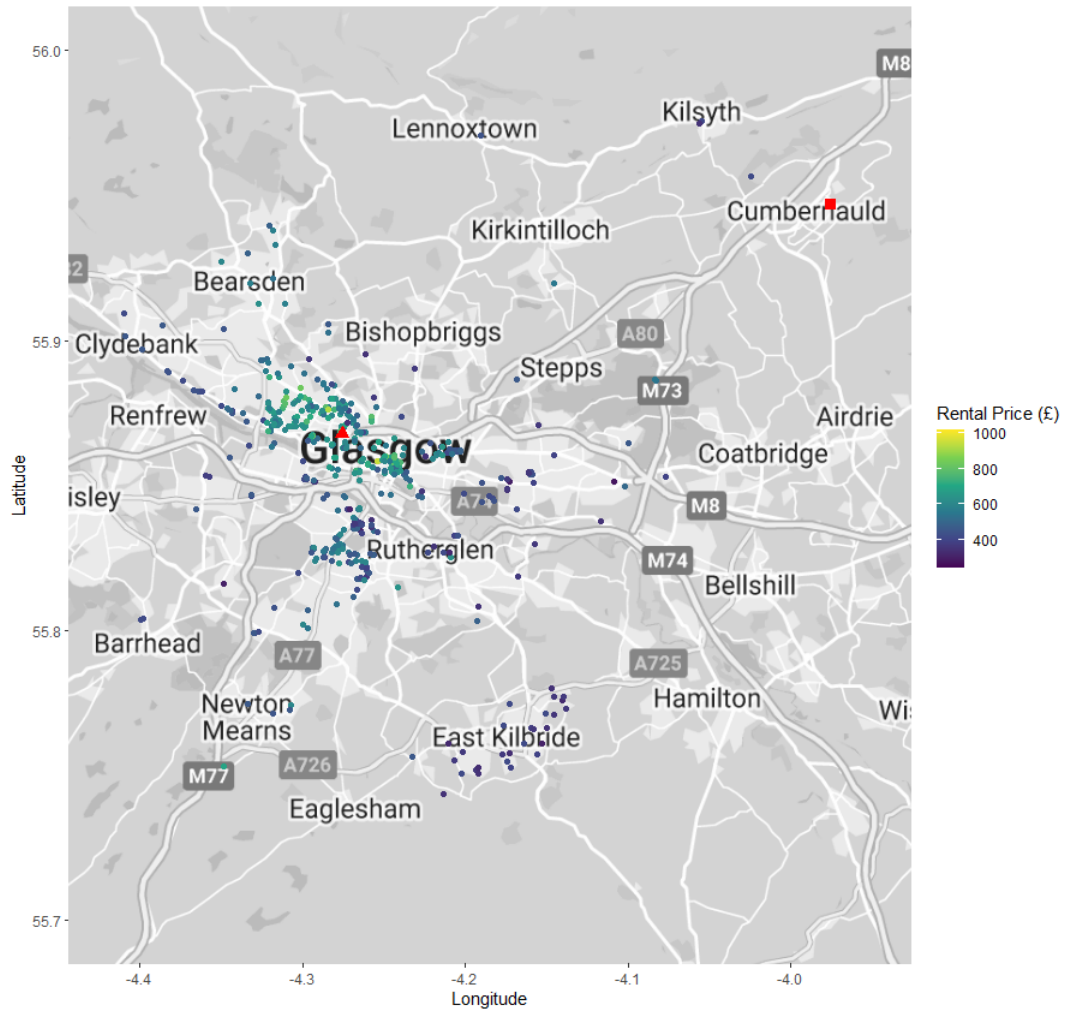 56.0
55.9
55.8
55.7
-4.4
-4.3
-4.2
-4.1
-4.0
Latitude
Longitude
M8
Kilsyth
Lennoxtown
Cumbernauld
Kirkintilloch
32
Bearsden
Bishopbriggs
A80
Clydebank
Stepps
M73
Renfrew
Airdrie
Glasgow
Coatbridge
isley
M8
Rutherglen
M74
Bellshill
Barrhead
A77
A725
Newton
Mearns
Hamilton
Wis
East Kilbride
A726
M77
Eaglesham
Rental Price (£)
1000
800
600
400